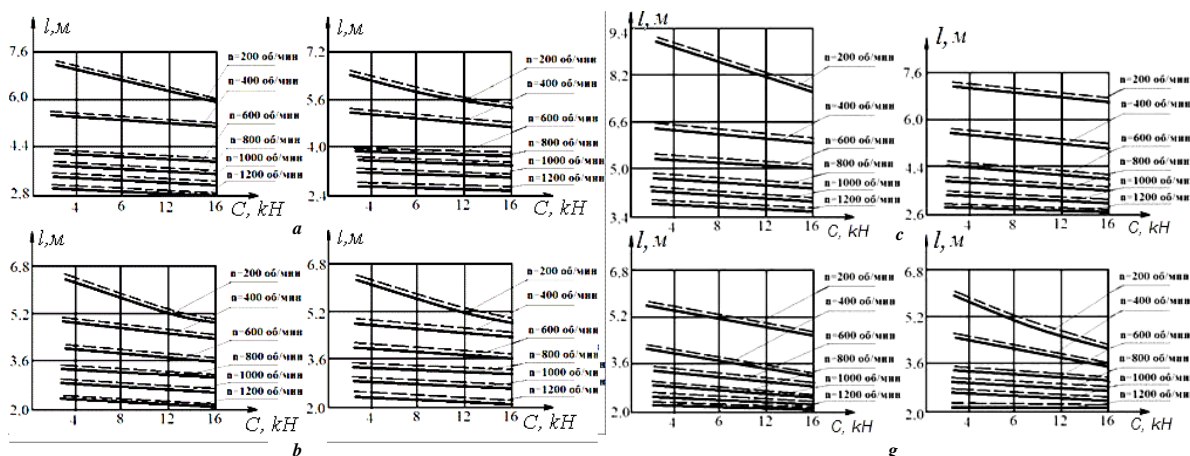 l,м
7.6
6.0
4.4
2.8
n=200 об/мин
n=400 об/мин
n=600 об/мин
n=800 об/мин
n=1000 об/мин
n=1200 об/мин
4 6 12 16
C, kH
l, м
7.2
5.6
4.0
2.4
n=200 об/мин
n=400 об/мин
n=600 об/мин
n=800 об/мин
n=1000 об/мин
n=1200 об/мин
4 6 12 16
C, kH
a
l, м
9.4
8.2
6.6
5.0
3.4
n=200 об/мин
n=400 об/мин
n=600 об/мин
n=800 об/мин
n=1000 об/мин
n=1200 об/мин
4 6 12 16
C, kH
l, м
7.6
6.0
4.4
2.6
n=200 об/мин
n=400 об/мин
n=600 об/мин
n=800 об/мин
n=1000 об/мин
n=1200 об/мин
4 6 12 16
C, kH
c
l, м
6.8
5.2
3.6
2.0
n=200 об/мин
n=400 об/мин
n=600 об/мин
n=800 об/мин
n=1000 об/мин
n=1200 об/мин
4 8 12 16
C, kH
l, м
6.8
5.2
3.6
2.0
n=200 об/мин
n=400 об/мин
n=600 об/мин
n=800 об/мин
n=1000 об/мин
n=1200 об/мин
4 8 12 16
C, kH
b
l, м
6.8
5.2
3.6
2.0
n=200 об/мин
n=400 об/мин
n=600 об/мин
n=800 об/мин
n=1000 об/мин
n=1200 об/мин
4 6 12 16
C, kH
l, м
6.8
5.2
3.6
2.0
n=200 об/мин
n=400 об/мин
n=600 об/мин
n=800 об/мин
n=1000 об/мин
n=1200 об/мин
4 6 12 16
C, kH
g